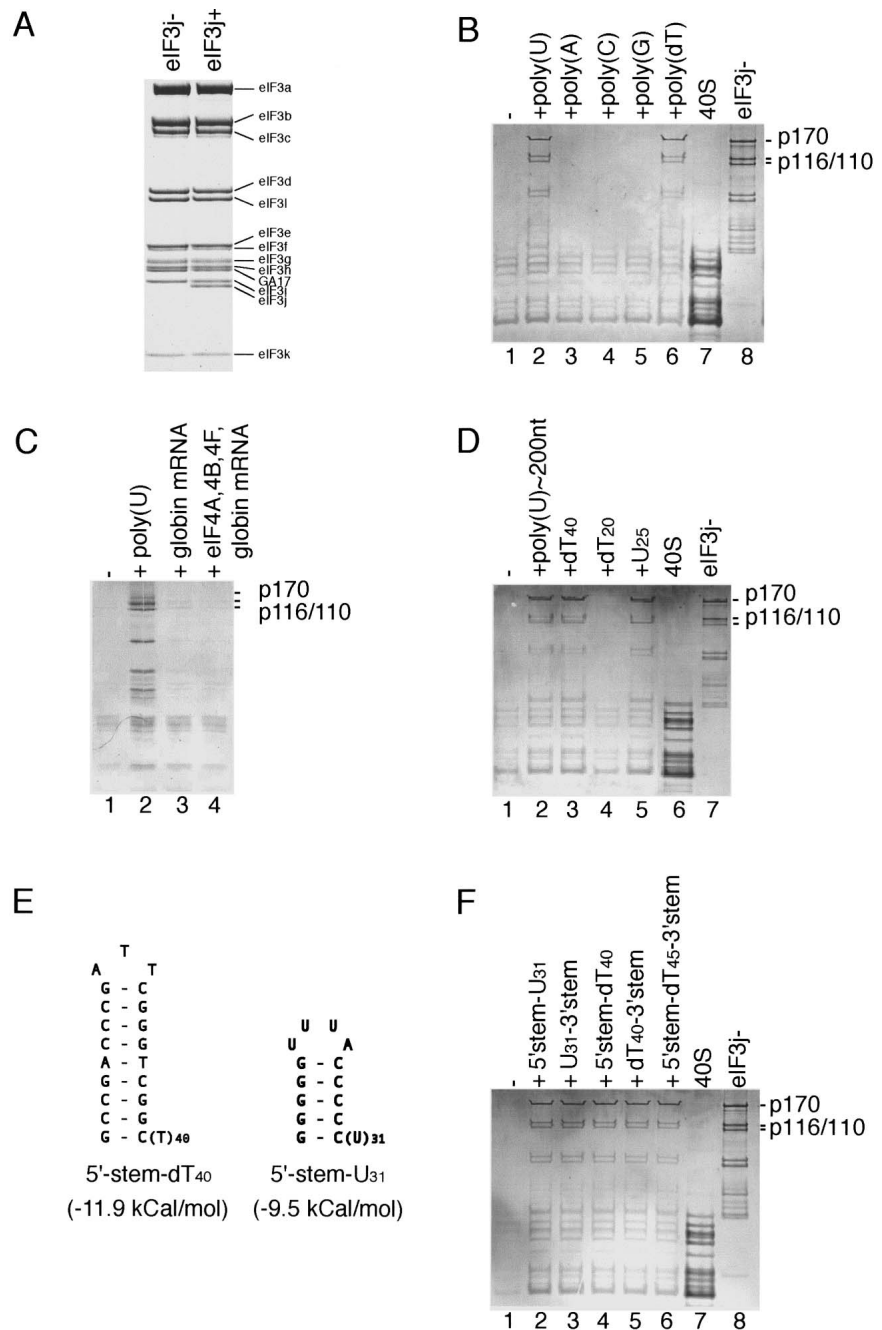 A
eIF3j-
eIF3j+
eIF3a
eIF3b
eIF3c
eIF3d
eIF3l
eIF3e
eIF3f
eIF3g
eIF3h
GA17
eIF3i
eIF3j
eIF3k
B
-
+poly(U)
+poly(A)
+poly(C)
+poly(G)
+poly(dT)
40S
eIF3j-
p170
p116/110
1 2 3 4 5 6 7 8
C
-
+ poly(U)
+ globin mRNA
+ eIF4A,4B,4F,
globin mRNA
p170
p116/110
1 2 3 4
D
-
+poly(U)~200nt
+dT40
+dT20
+U25
40S
eIF3j-
p170
p116/110
1 2 3 4 5 6 7
E
T
A T
G - C
C - G
C - G
C - G
A - T
G - C
C - G
C - G
G - C(T)40
5'-stem-dT40
(-11.9 kCal/mol)
U U
U A
G - C
G - C
G - C
G - C(U)31
5'-stem-U31
(-9.5 kCal/mol)
F
-
+ 5'stem-U31
+ U31-3'stem
+ 5'stem-dT40
+ dT40-3'stem
+ 5'stem-dT45-3'stem
40S
eIF3j-
p170
p116/110
1 2 3 4 5 6 7 8